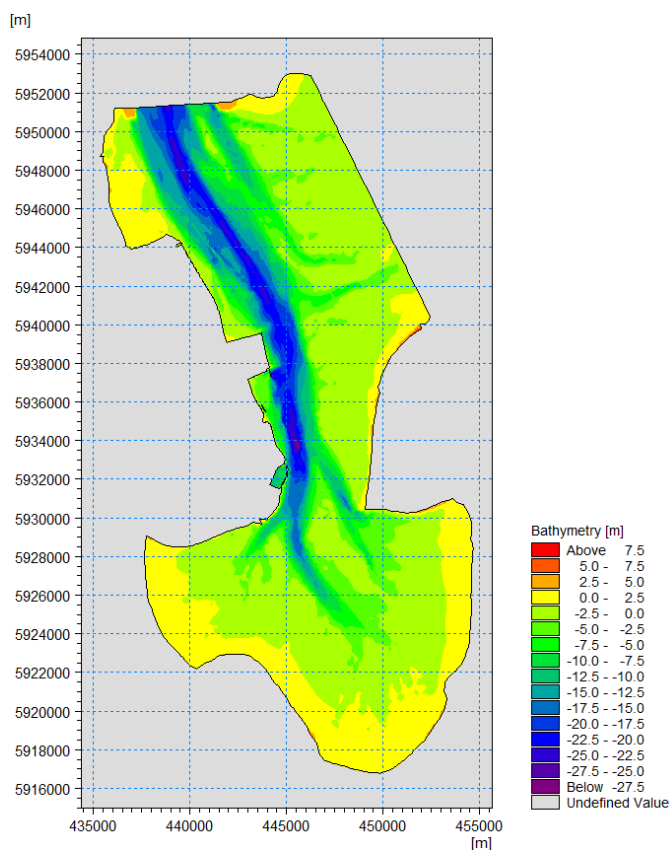 [m]
5954000
5952000
5950000
5948000
5946000
5944000
5942000
5940000
5938000
5936000
5934000
5932000
5930000
5928000
5926000
5924000
5922000
5920000
5918000
5916000
435000 440000 445000 450000 455000
[m]
Bathymetry [m]
Above 7.5
5.0 - 7.5
2.5 - 5.0
0.0 - 2.5
-2.5 - 0.0
-5.0 - -2.5
-7.5 - -5.0
-10.0 - -7.5
-12.5 - -10.0
-15.0 - -12.5
-17.5 - -15.0
-20.0 - -17.5
-22.5 - -20.0
-25.0 - -22.5
-27.5 - -25.0
Below -27.5
Undefined Value